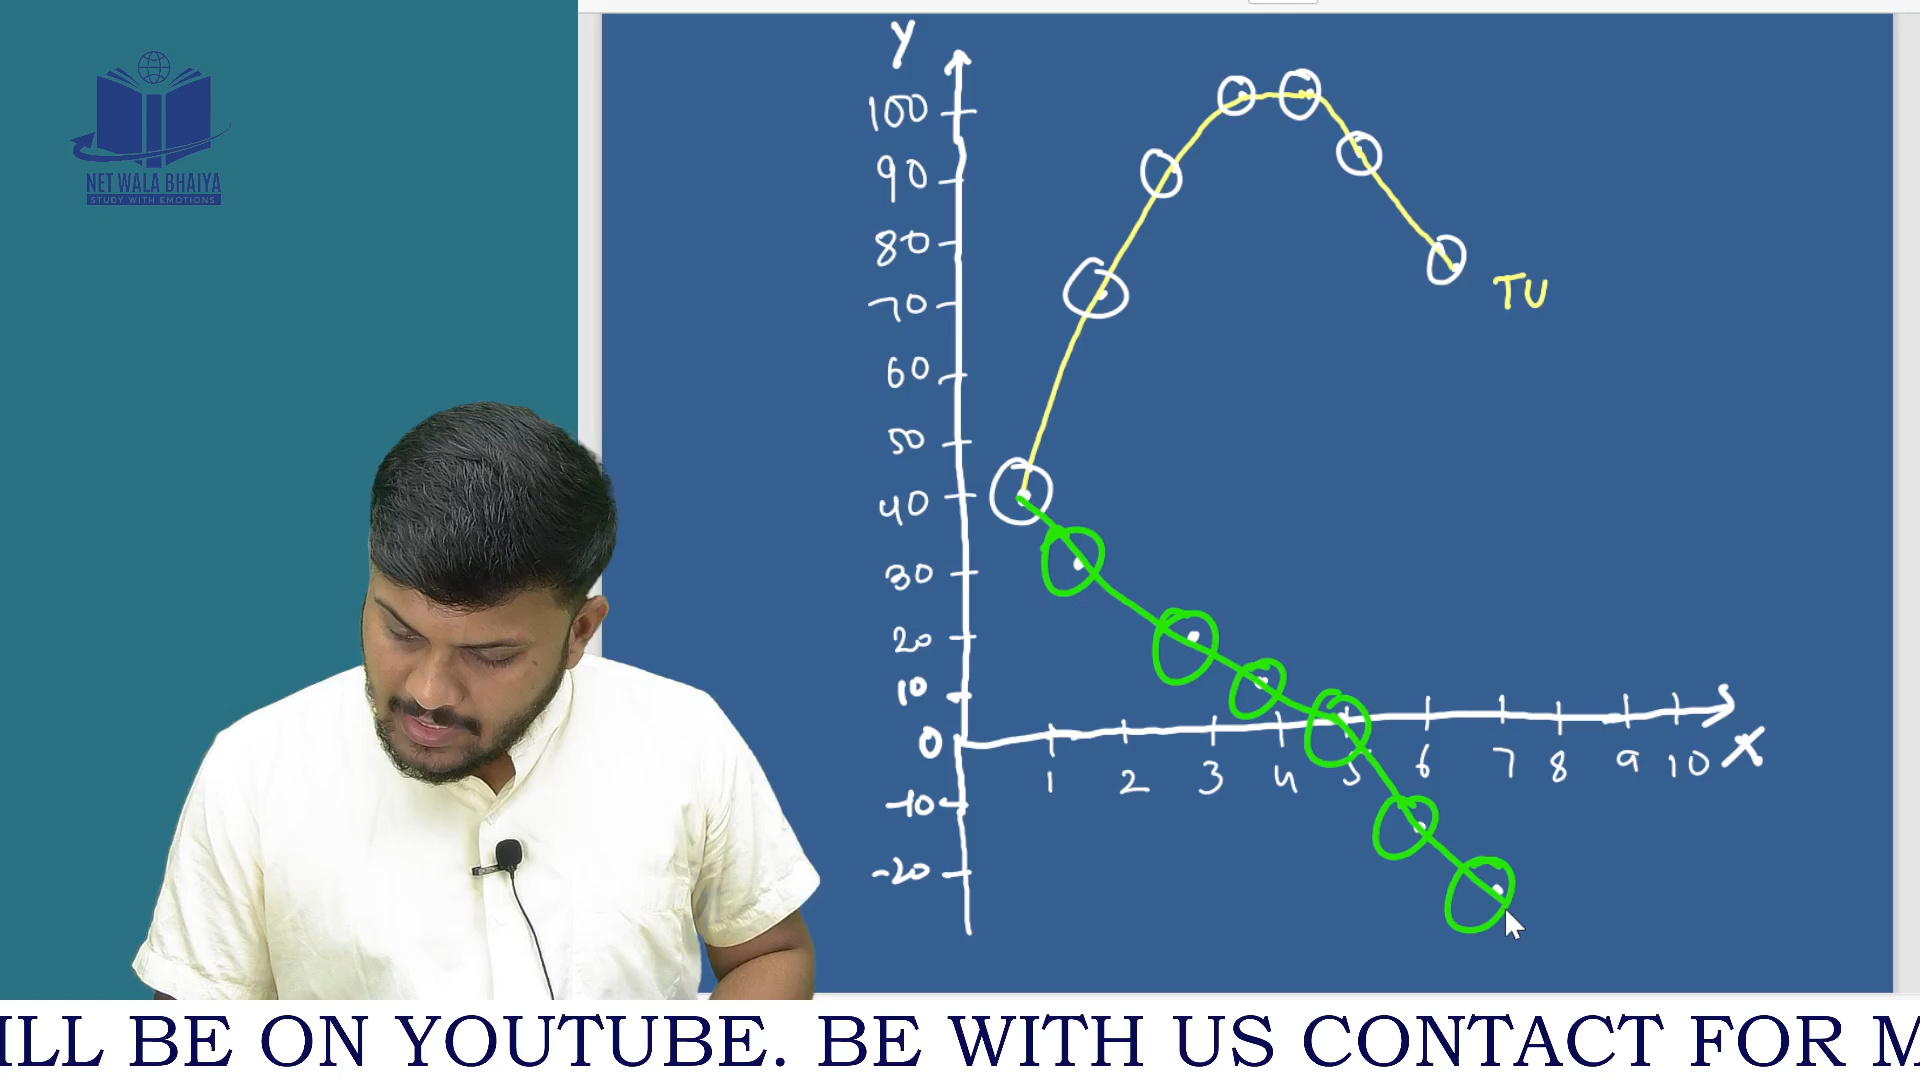 NET WALA BHAIYA
STUDY WITH EMOTIONS
Y
100
90
80
70
60
50
40
30
20
10
0
-10
-20
TU
1 2 3 4 5 6 7 8 9 10 X
ILL BE ON YOUTUBE. BE WITH US CONTACT FOR M